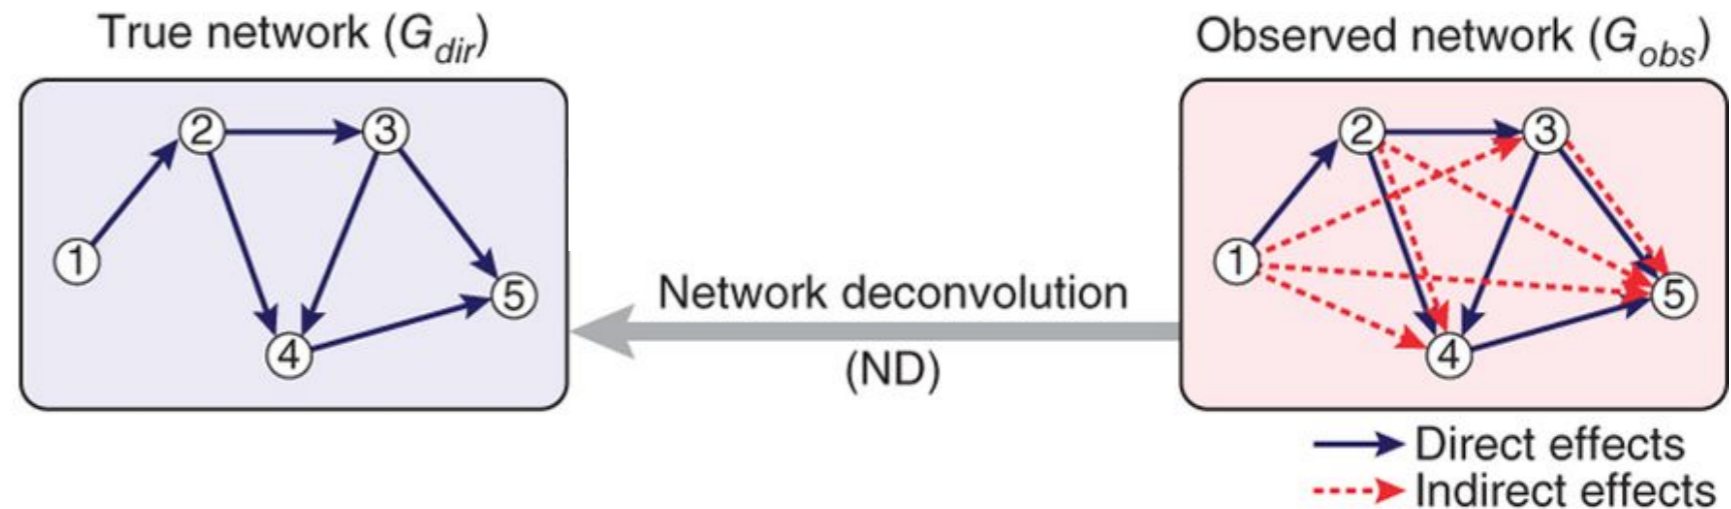 True network (G_dir)
Observed network (G_obs)
2
3
1
5
4
Network deconvolution
(ND)
2
3
1
5
4
Direct effects
Indirect effects